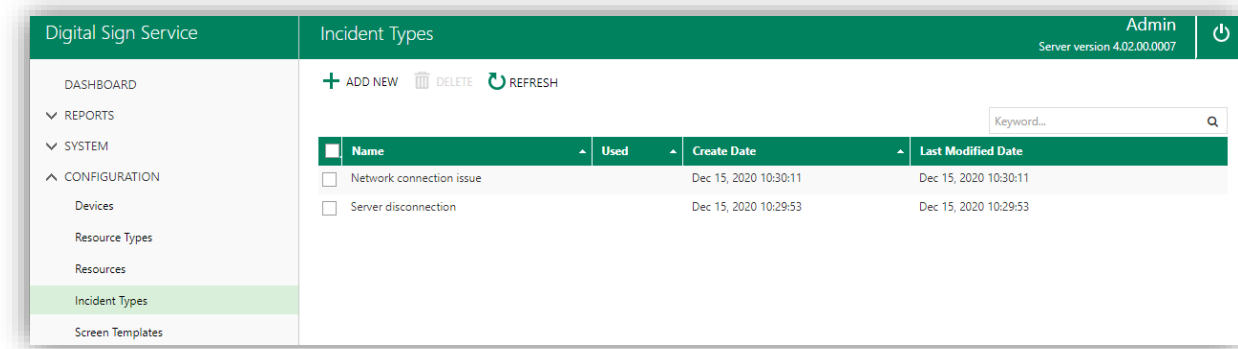 Digital Sign Service
Incident Types
Admin
Server version 4.02.00.0007
DASHBOARD
REPORTS
SYSTEM
CONFIGURATION
Devices
Resource Types
Resources
Incident Types
Screen Templates
ADD NEW DELETE REFRESH
Keyword...
Name Used Create Date Last Modified Date
Network connection issue Dec 15, 2020 10:30:11 Dec 15, 2020 10:30:11
Server disconnection Dec 15, 2020 10:29:53 Dec 15, 2020 10:29:53